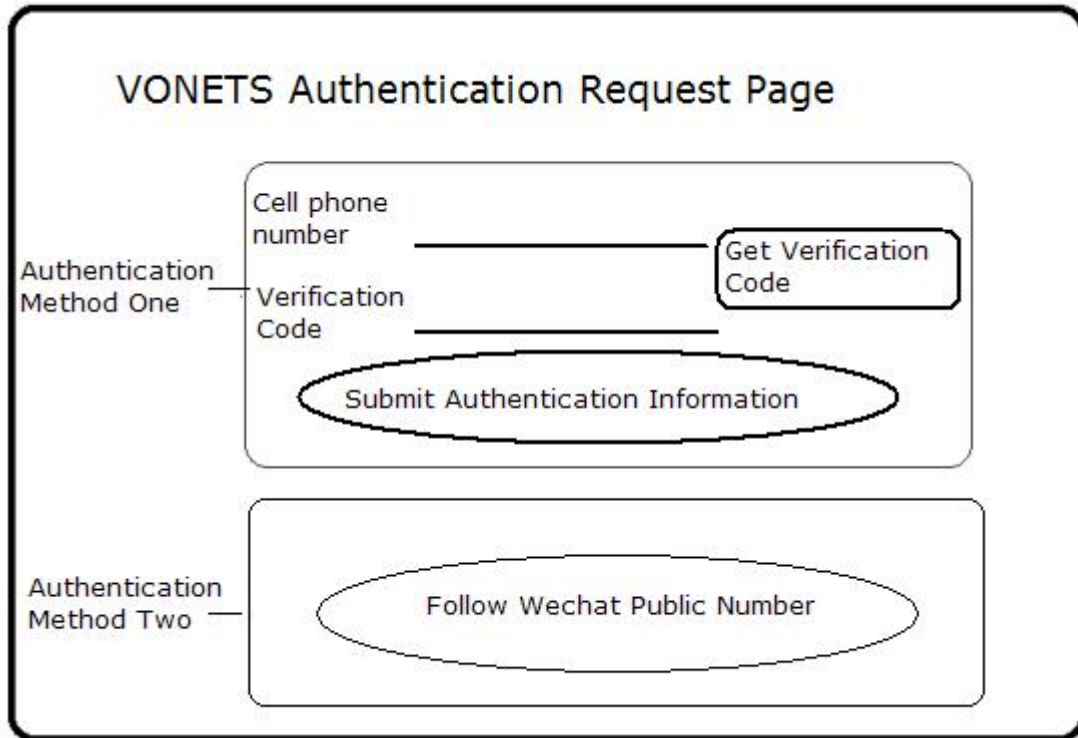 VONETS Authentication Request Page
Cell phone
number
Get Verification
Code
Authentication
Method One
Verification
Code
Submit Authentication Information
Authentication
Method Two
Follow Wechat Public Number